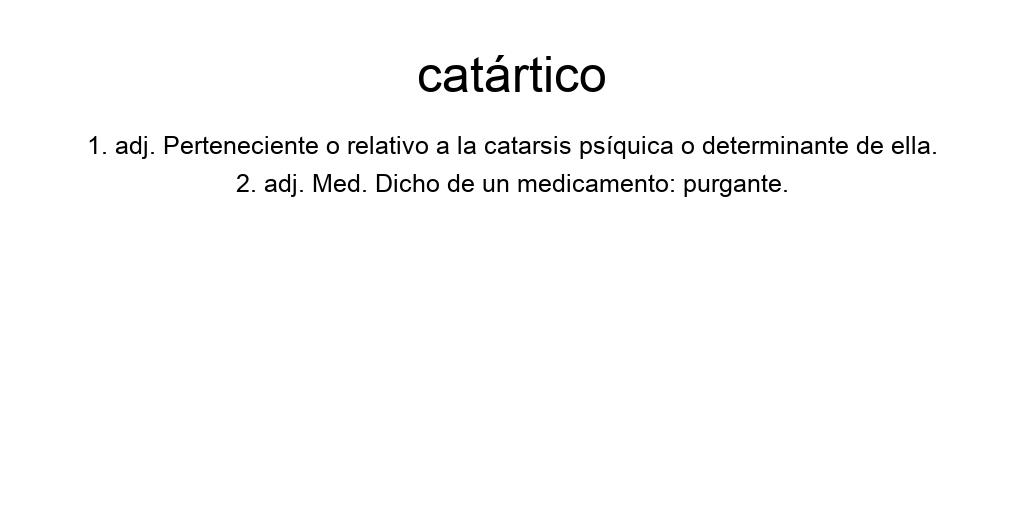 catártico
1. adj. Perteneciente o relativo a la catarsis psíquica o determinante de ella.
2. adj. Med. Dicho de un medicamento: purgante.